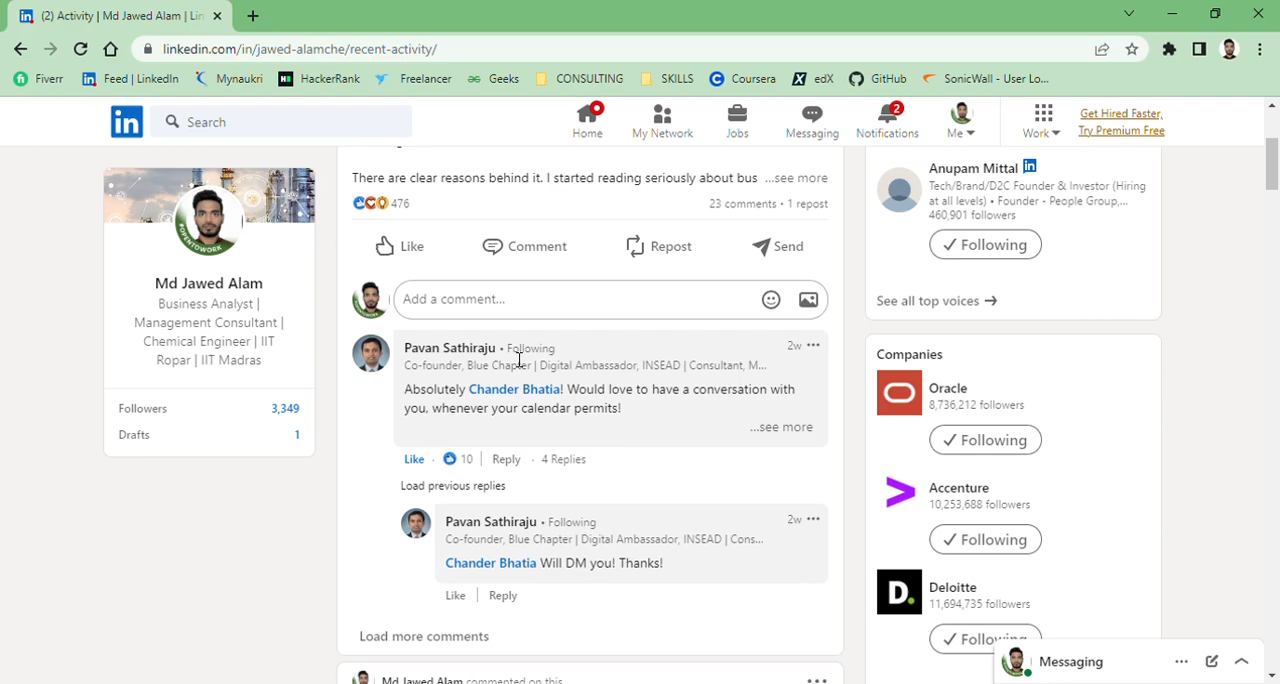 (2) Activity | Md Jawed Alam | Lin
linkedin.com/in/jawed-alamche/recent-activity/
Fiverr
Feed | LinkedIn
Mynaukri
HackerRank
Freelancer
Geeks
CONSULTING
SKILLS
Coursera
edX
GitHub
SonicWall - User Lo...
in
Search
Home
My Network
Jobs
Messaging
2
Notifications
Me
Work
Get Hired Faster,
Try Premium Free
#OPENTOWORK
Md Jawed Alam
Business Analyst |
Management Consultant |
Chemical Engineer | IIT
Ropar | IIT Madras
Followers 3,349
Drafts 1
There are clear reasons behind it. I started reading seriously about bus ...see more
476
23 comments • 1 repost
Like
Comment
Repost
Send
Add a comment...
Pavan Sathiraju • Following
2w
Co-founder, Blue Chapter | Digital Ambassador, INSEAD | Consultant, M...
Absolutely Chander Bhatia! Would love to have a conversation with
you, whenever your calendar permits!
...see more
Like · 10 | Reply · 4 Replies
Load previous replies
Pavan Sathiraju • Following
2w
Co-founder, Blue Chapter | Digital Ambassador, INSEAD | Cons...
Chander Bhatia Will DM you! Thanks!
Like | Reply
Load more comments
Md Jawed Alam commented on this
Anupam Mittal in
Tech/Brand/D2C Founder & Investor (Hiring
at all levels) • Founder - People Group,...
460,901 followers
Following
See all top voices
Companies
Oracle
8,736,212 followers
Following
Accenture
10,253,688 followers
Following
D.
Deloitte
11,694,735 followers
Following
Messaging